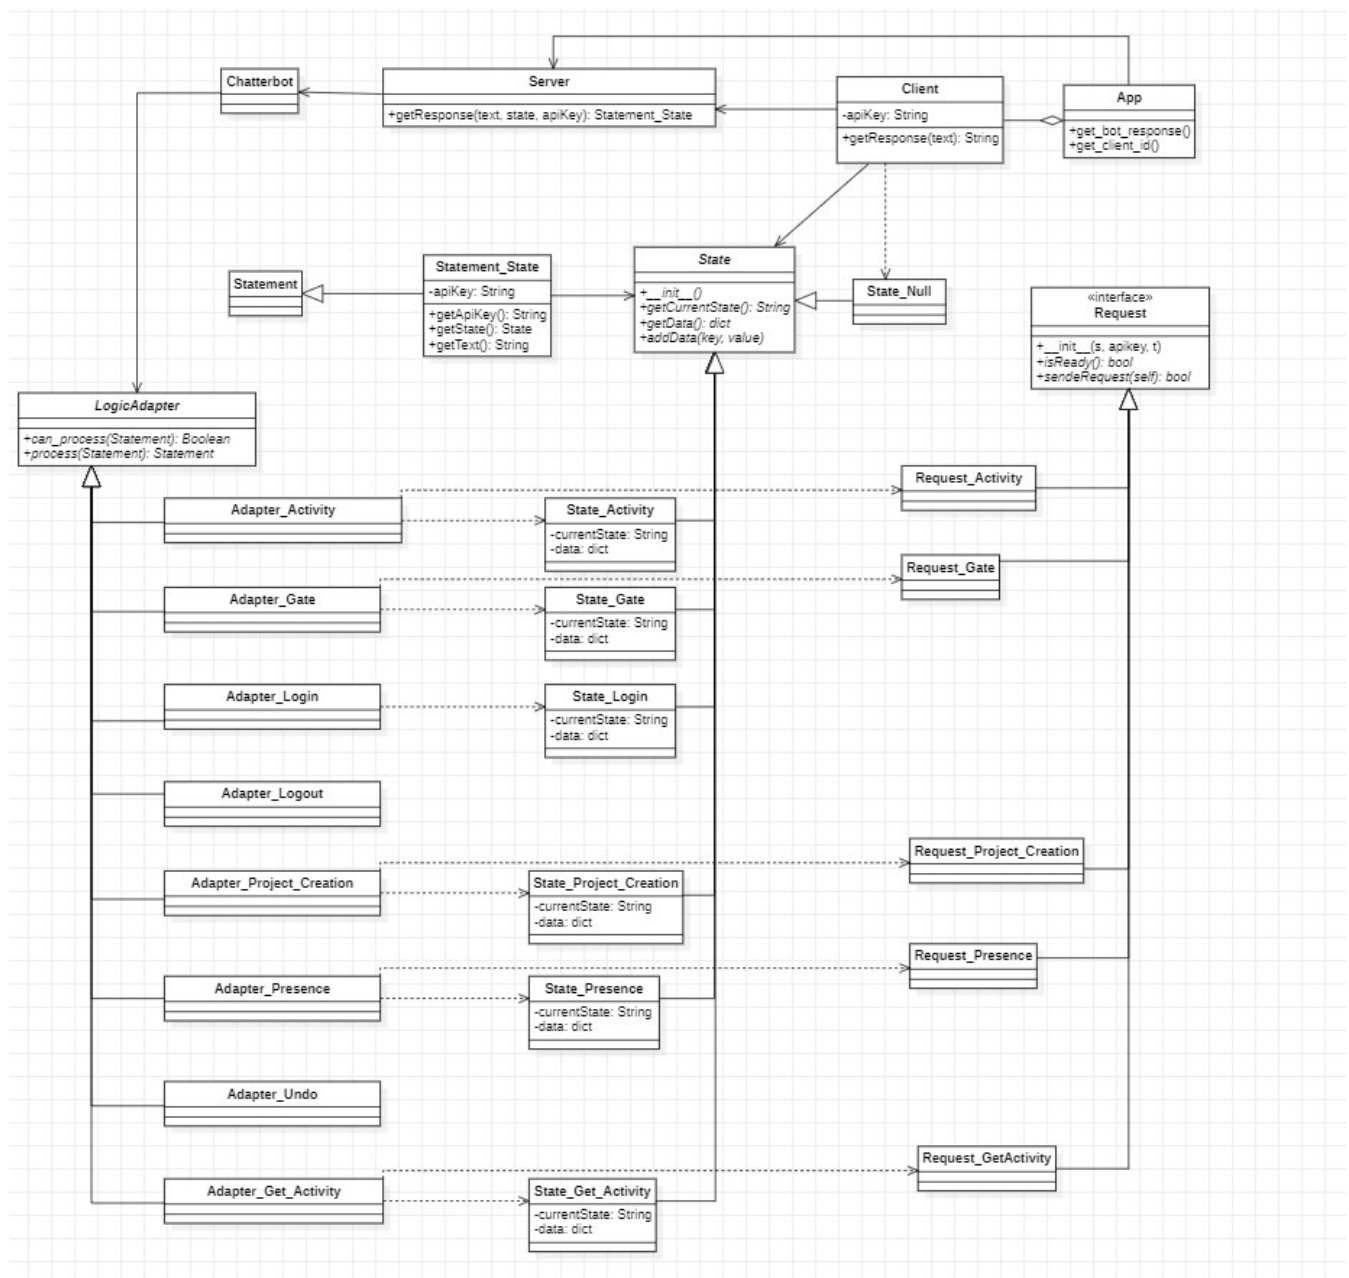 Chatterbot
Server
+getResponse(text, state, apiKey): Statement_State
Client
-apiKey: String
+getResponse(text): String
App
+get_bot_response()
+get_client_id()
Statement
Statement_State
-apiKey: String
+getApiKey(): String
+getState(): State
+getText(): String
State
+__init__()
+getCurrentState(): String
+getData(): dict
+addData(key, value)
State_Null
«interface»
Request
+__init__(s, apikey, t)
+isReady(): bool
+sendeRequest(self): bool
LogicAdapter
+can_process(Statement): Boolean
+process(Statement): Statement
Adapter_Activity
State_Activity
-currentState: String
-data: dict
Request_Activity
Adapter_Gate
State_Gate
-currentState: String
-data: dict
Request_Gate
Adapter_Login
State_Login
-currentState: String
-data: dict
Adapter_Logout
Adapter_Project_Creation
State_Project_Creation
-currentState: String
-data: dict
Request_Project_Creation
Adapter_Presence
State_Presence
-currentState: String
-data: dict
Request_Presence
Adapter_Undo
Adapter_Get_Activity
State_Get_Activity
-currentState: String
-data: dict
Request_GetActivity